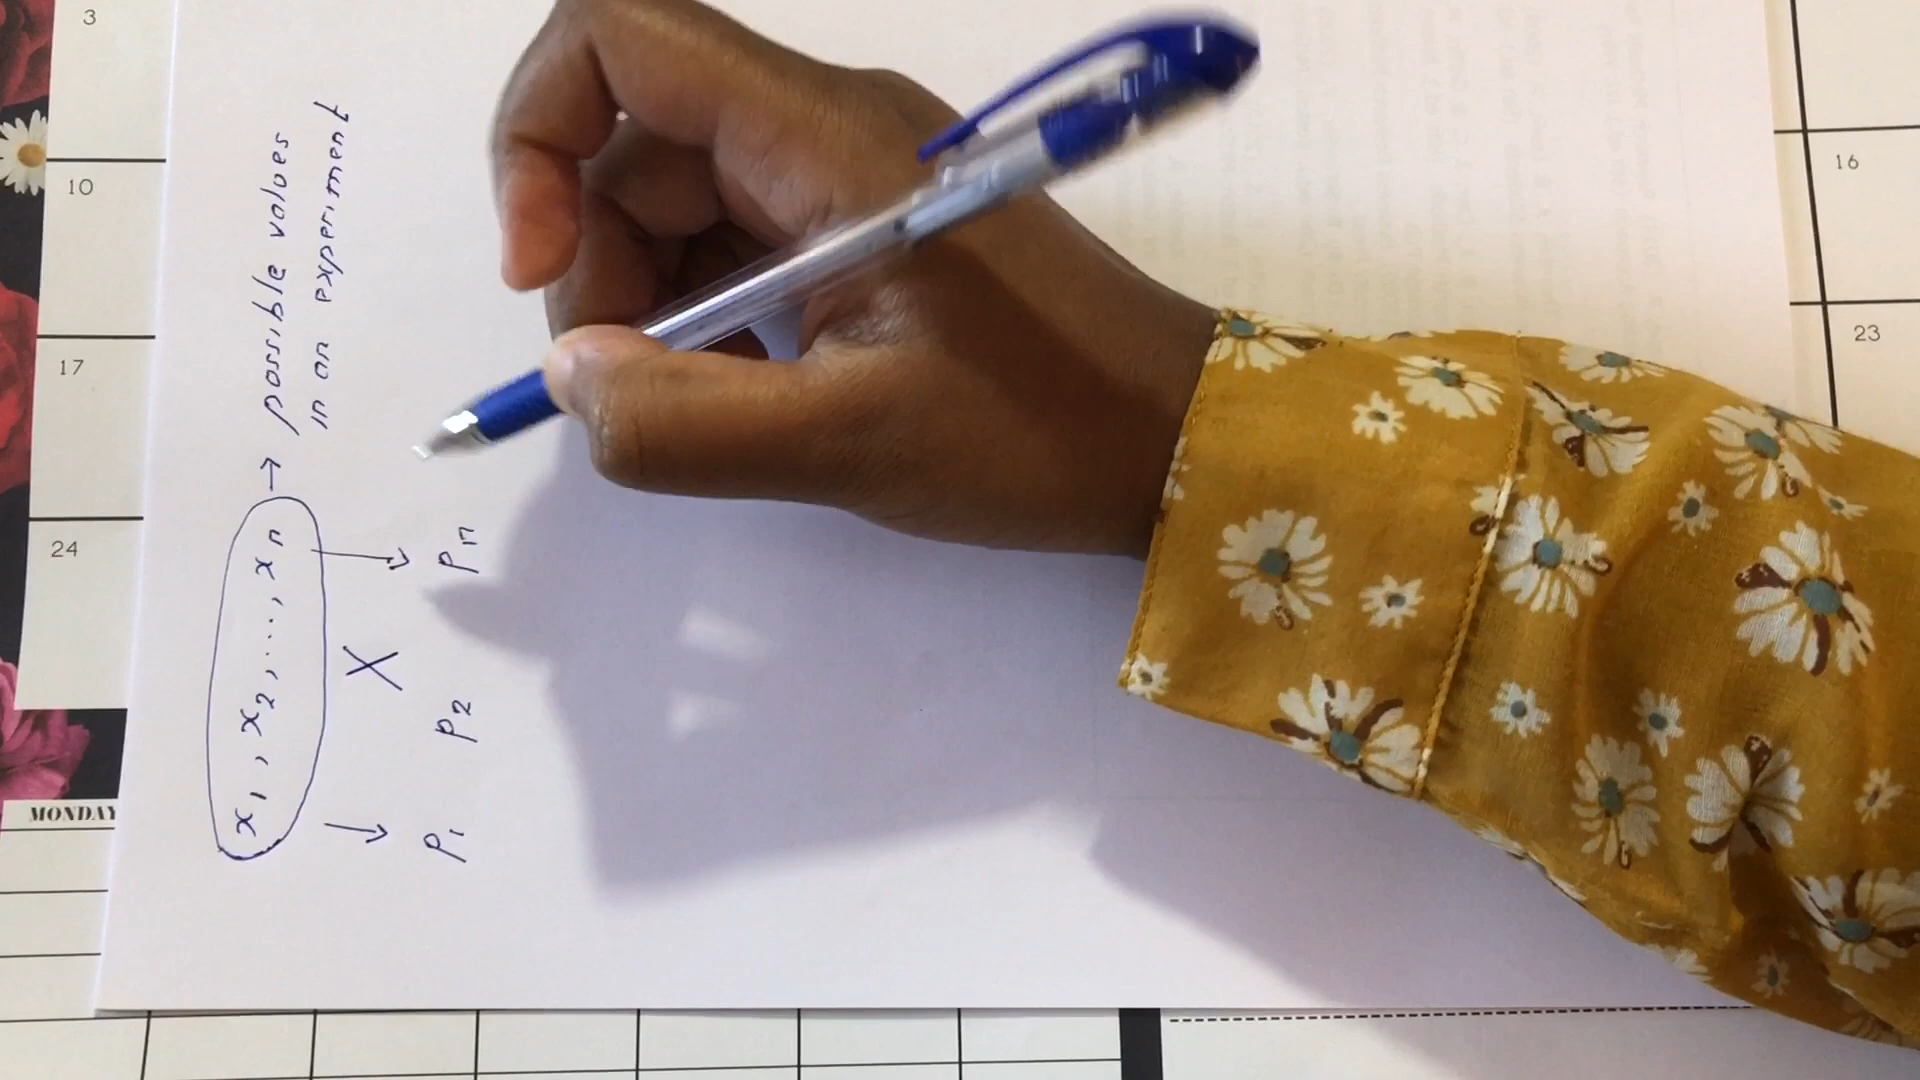 x₁, x₂, ..., xₙ → possible values
in an experiment
X
p₁ p₂ pₙ
3
10
17
24
MONDAY
16
23